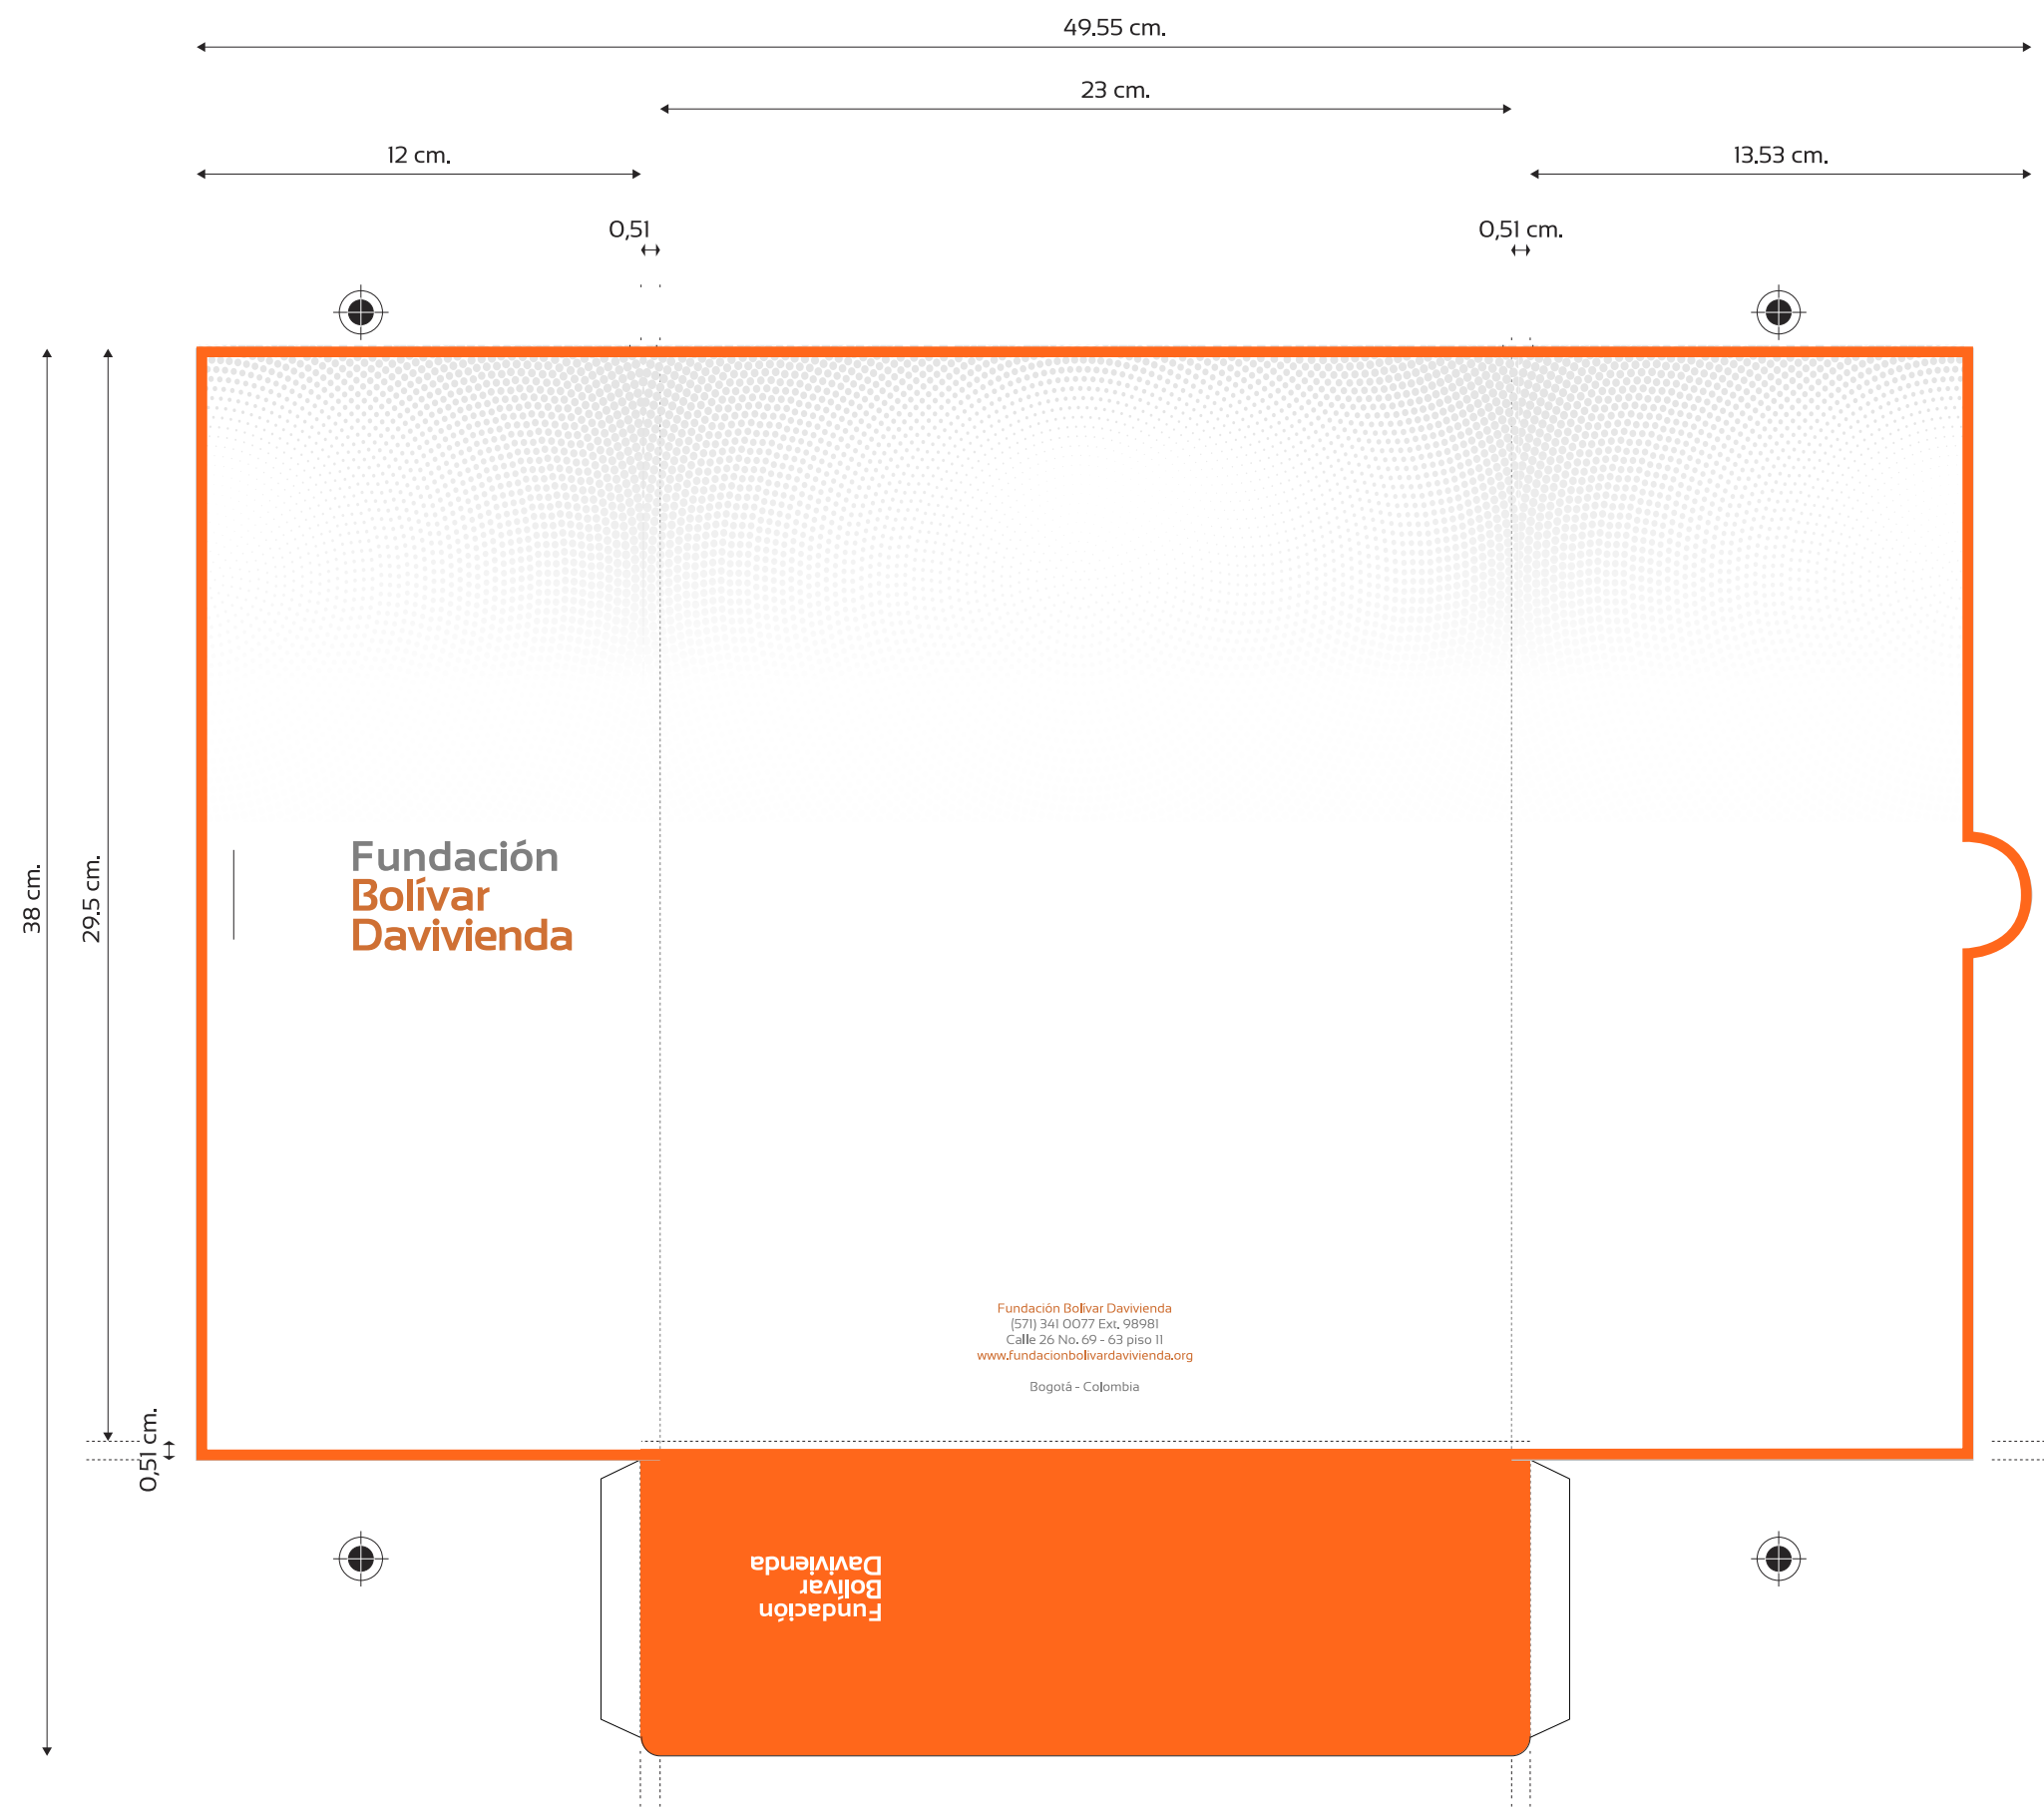 49.55 cm.
23 cm.
12 cm.
13.53 cm.
0,51
0,51 cm.
38 cm.
29.5 cm.
Fundación
Bolívar
Davivienda
Fundación Bolívar Davivienda
(571) 341 0077 Ext. 98981
Calle 26 No. 69 - 63 piso 11
www.fundacionbolivardavivienda.org
Bogotá - Colombia
0,51 cm.
Fundación
Bolívar
Davivienda